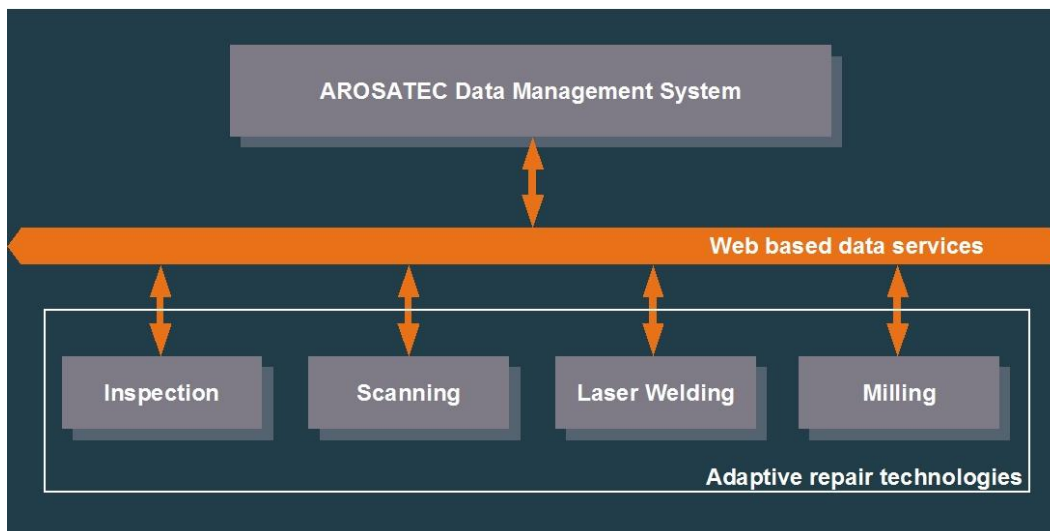 AROSATEC Data Management System
Web based data services
Inspection
Scanning
Laser Welding
Milling
Adaptive repair technologies